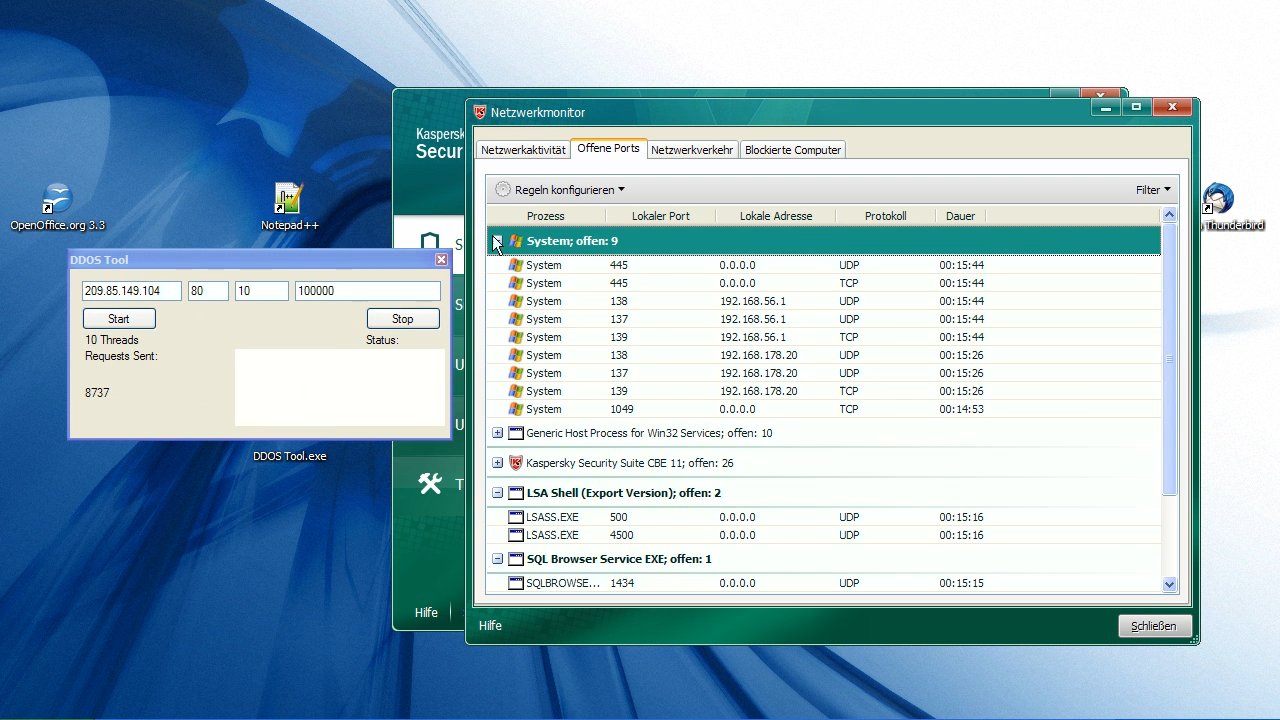 OpenOffice.org 3.3
Notepad++
Thunderbird
DDOS Tool
209.85.149.104 80 10 100000
Start Stop
10 Threads Status:
Requests Sent:
8737
DDOS Tool.exe
Secur
S
S
U
U
T
Hilfe
Netzwerkmonitor
Netzwerkaktivität Offene Ports Netzwerkverkehr Blockierte Computer
Regeln konfigurieren Filter
Prozess Lokaler Port Lokale Adresse Protokoll Dauer
System; offen: 9
System 445 0.0.0.0 UDP 00:15:44
System 445 0.0.0.0 TCP 00:15:44
System 138 192.168.56.1 UDP 00:15:44
System 137 192.168.56.1 UDP 00:15:44
System 139 192.168.56.1 TCP 00:15:44
System 138 192.168.178.20 UDP 00:15:26
System 137 192.168.178.20 UDP 00:15:26
System 139 192.168.178.20 TCP 00:15:26
System 1049 0.0.0.0 TCP 00:14:53
Generic Host Process for Win32 Services; offen: 10
Kaspersky Security Suite CBE 11; offen: 26
LSA Shell (Export Version); offen: 2
LSASS.EXE 500 0.0.0.0 UDP 00:15:16
LSASS.EXE 4500 0.0.0.0 UDP 00:15:16
SQL Browser Service EXE; offen: 1
SQLBROWSE... 1434 0.0.0.0 UDP 00:15:15
Hilfe
Schließen